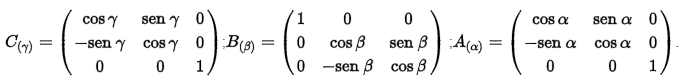 C₍γ₎ = ( cos γ sen γ 0 ; −sen γ cos γ 0 ; 0 0 1 ) ; B₍β₎ = ( 1 0 0 ; 0 cos β sen β ; 0 −sen β cos β ) ; A₍α₎ = ( cos α sen α 0 ; −sen α cos α 0 ; 0 0 1 ) .